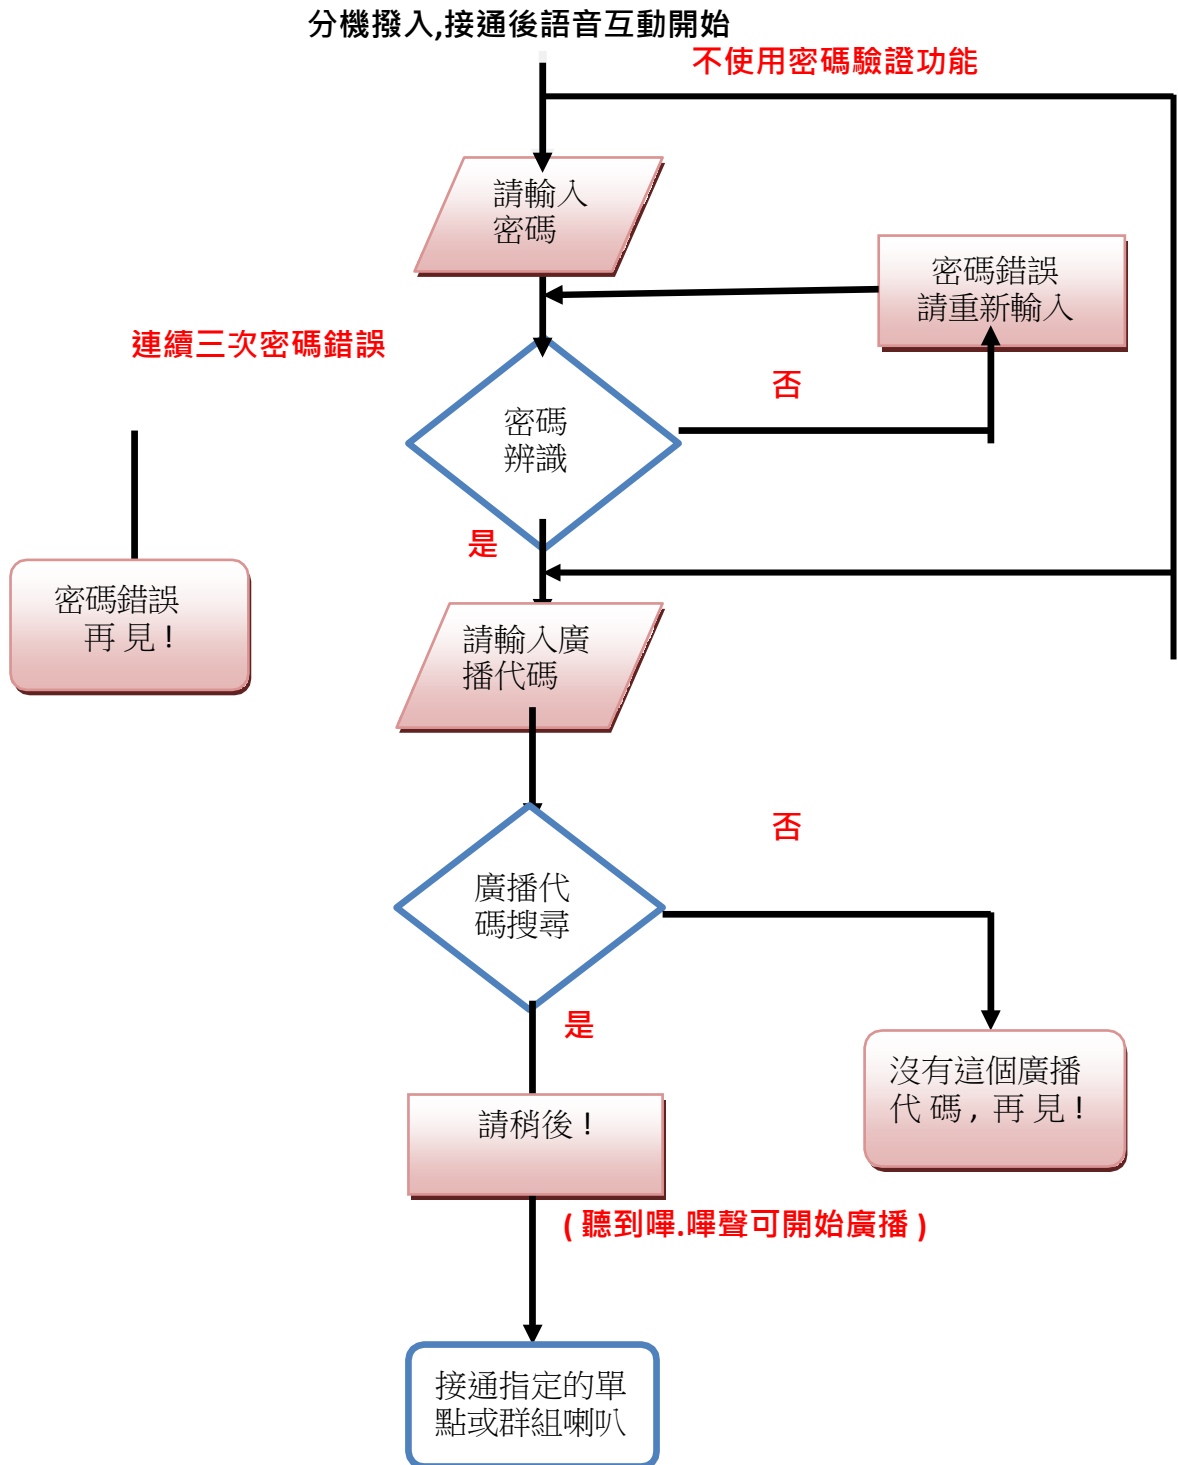 分機撥入,接通後語音互動開始
不使用密碼驗證功能
請輸入
密碼
密碼錯誤
請重新輸入
連續三次密碼錯誤
否
密碼
辨識
是
密碼錯誤
再見!
請輸入廣
播代碼
否
廣播代
碼搜尋
是
沒有這個廣播
代碼,再見!
請稍後!
(聽到嗶.嗶聲可開始廣播)
接通指定的單
點或群組喇叭